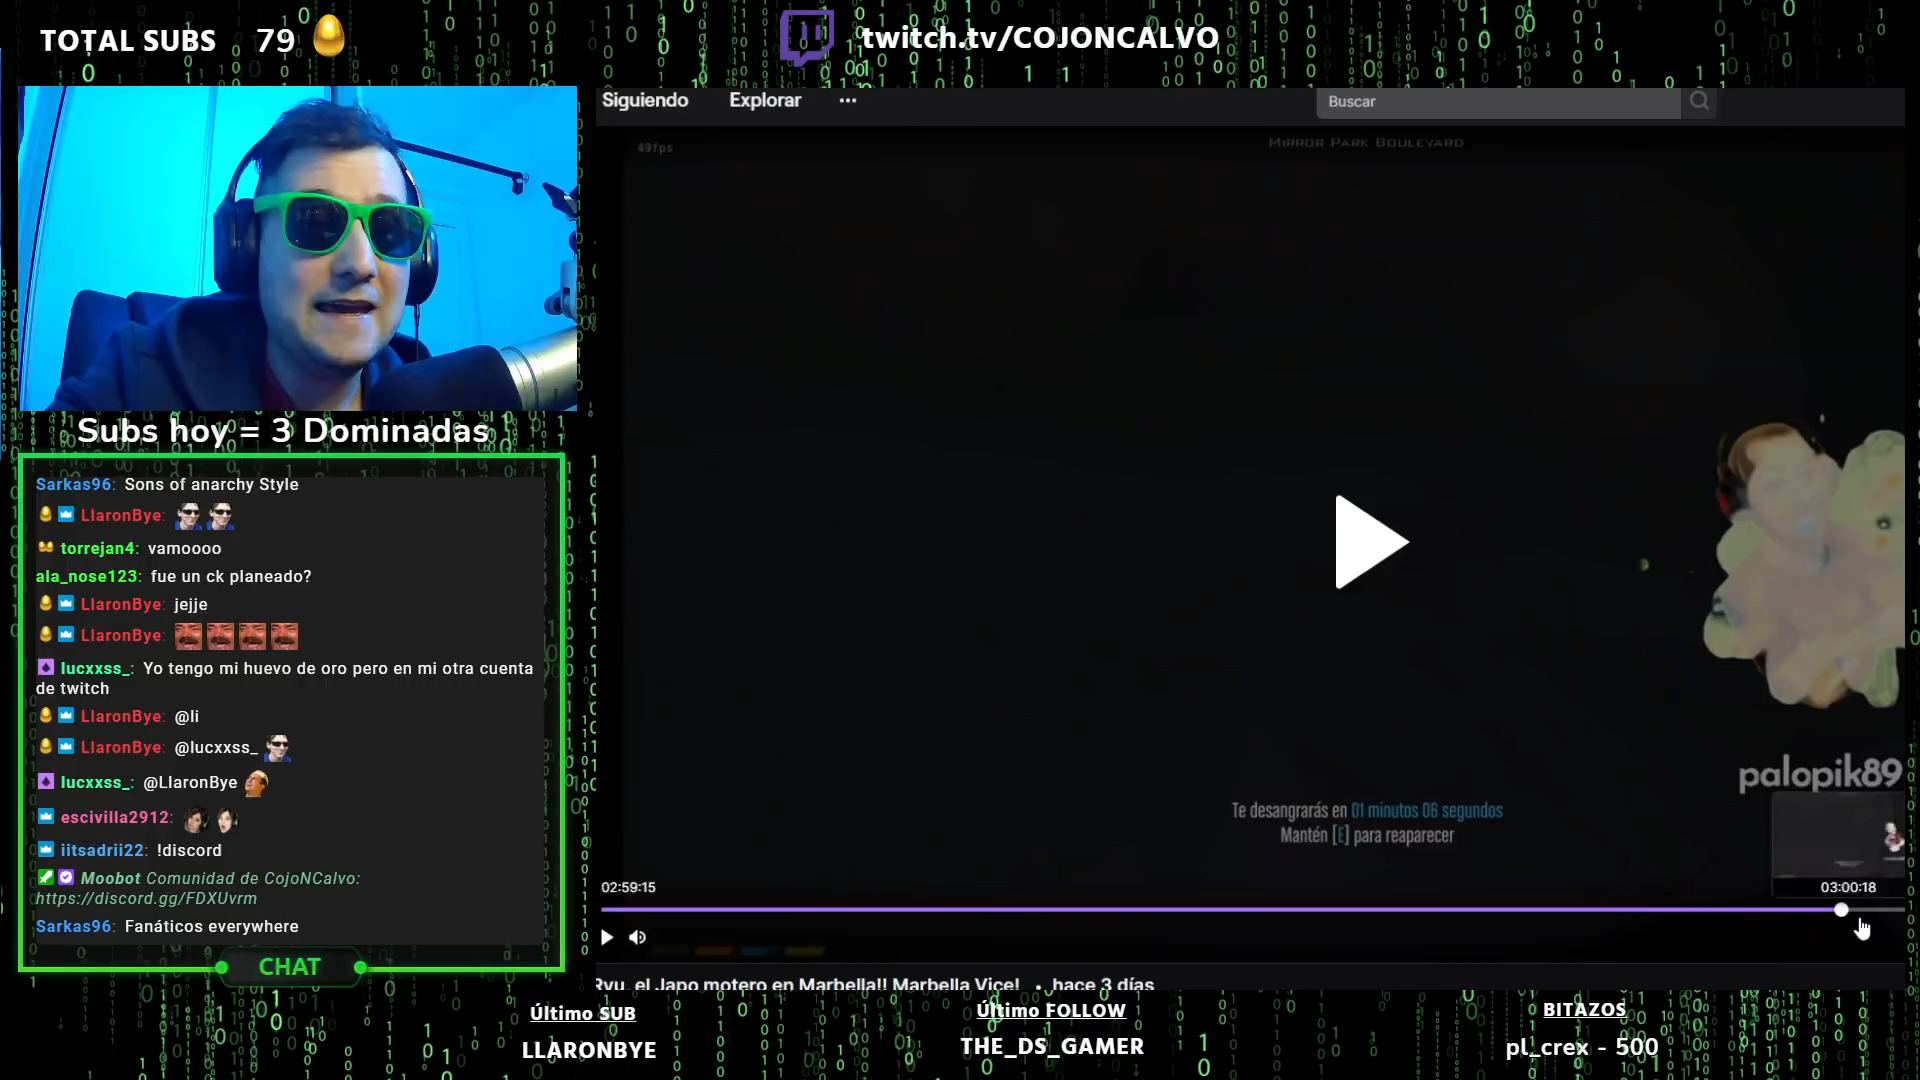 TOTAL SUBS 79
twitch.tv/COJONCALVO
Siguiendo Explorar ··· Buscar
49fps
MIRROR PARK BOULEVARD
Subs hoy = 3 Dominadas
Sarkas96: Sons of anarchy Style
LlaronBye:
torrejan4: vamoooo
ala_nose123: fue un ck planeado?
LlaronBye: jejje
LlaronBye:
lucxxss_: Yo tengo mi huevo de oro pero en mi otra cuenta
de twitch
LlaronBye: @li
LlaronBye: @lucxxss_
lucxxss_: @LlaronBye
escivilla2912:
iitsadrii22: !discord
Moobot Comunidad de CojoNCalvo:
https://discord.gg/FDXUvrm
Sarkas96: Fanáticos everywhere
CHAT
palopik89
Te desangrarás en 01 minutos 06 segundos
Mantén [E] para reaparecer
02:59:15
03:00:18
Ryu, el Japo motero en Marbella!! Marbella Vice! • hace 3 días
Último SUB
LLARONBYE
Último FOLLOW
THE_DS_GAMER
BITAZOS
pl_crex - 500